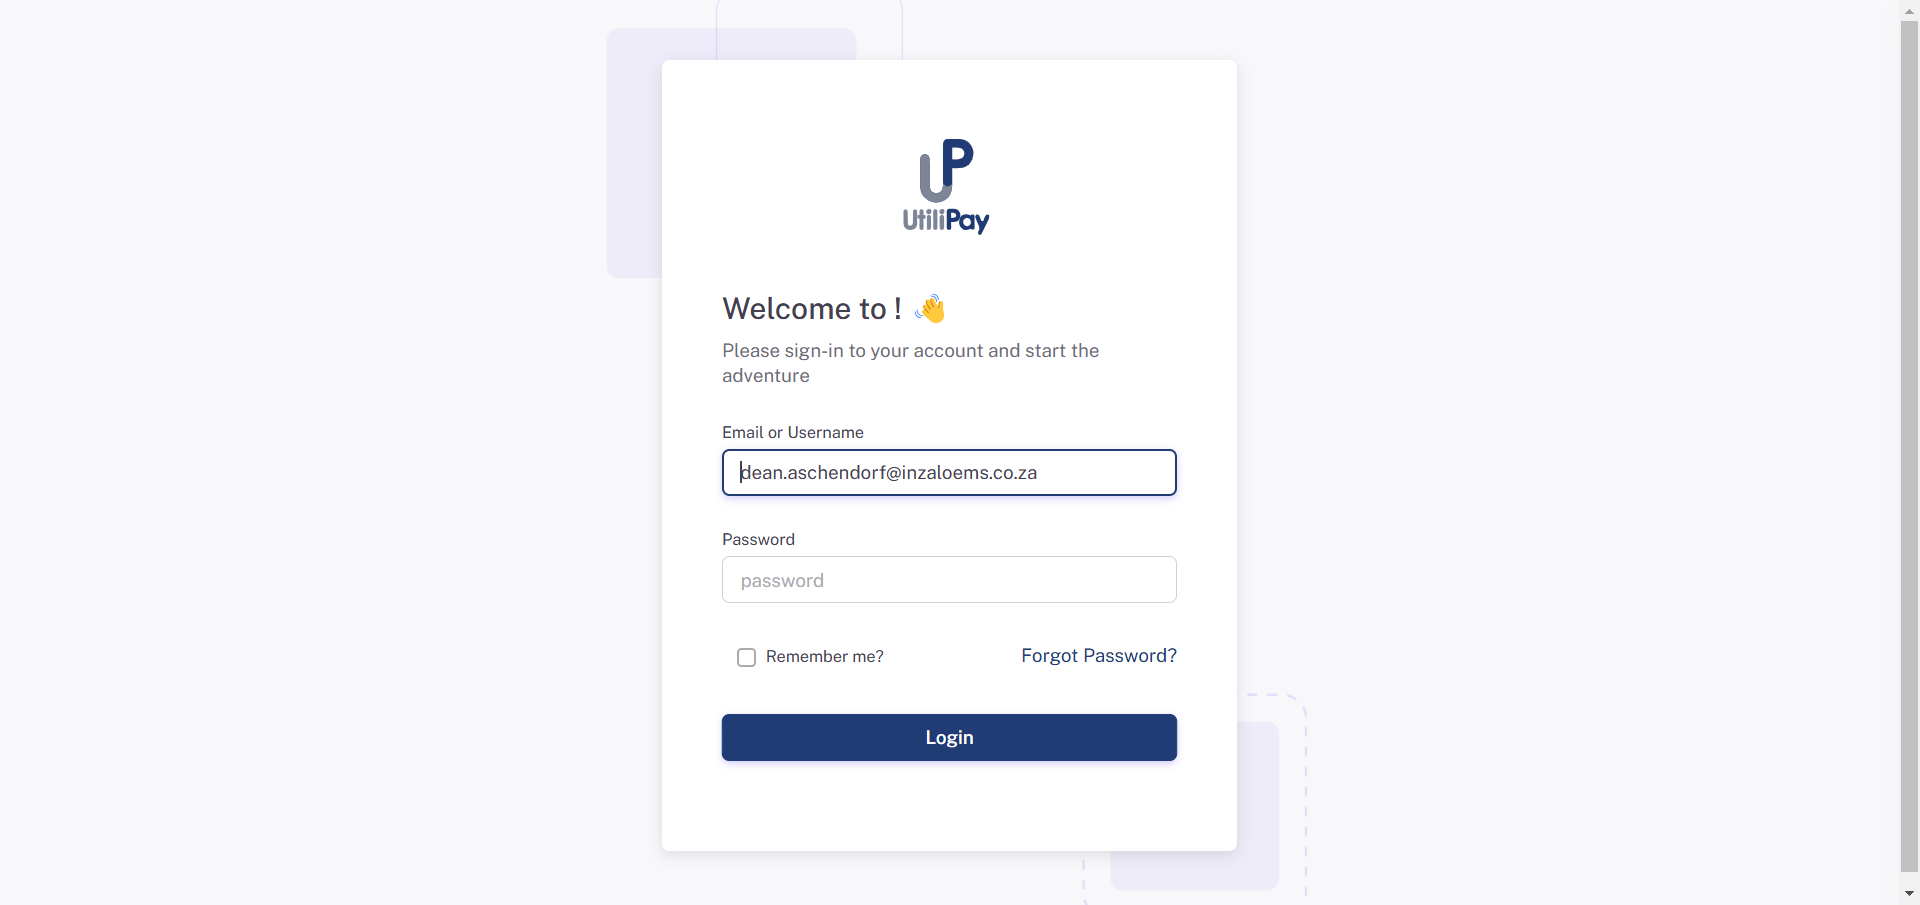 UP
UtiliPay
Welcome to ! 👋
Please sign-in to your account and start the
adventure
Email or Username
dean.aschendorf@inzaloems.co.za
Password
password
Remember me?
Forgot Password?
Login